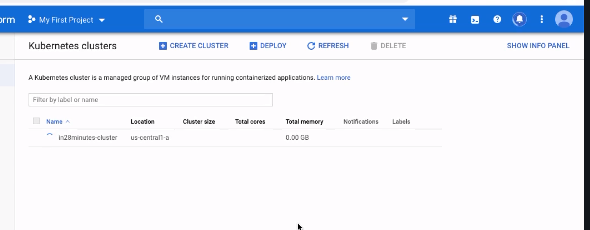 orm My First Project
Kubernetes clusters CREATE CLUSTER DEPLOY REFRESH DELETE SHOW INFO PANEL
A Kubernetes cluster is a managed group of VM instances for running containerized applications. Learn more
Filter by label or name
Name Location Cluster size Total cores Total memory Notifications Labels
in28minutes-cluster us-central1-a 0.00 GB